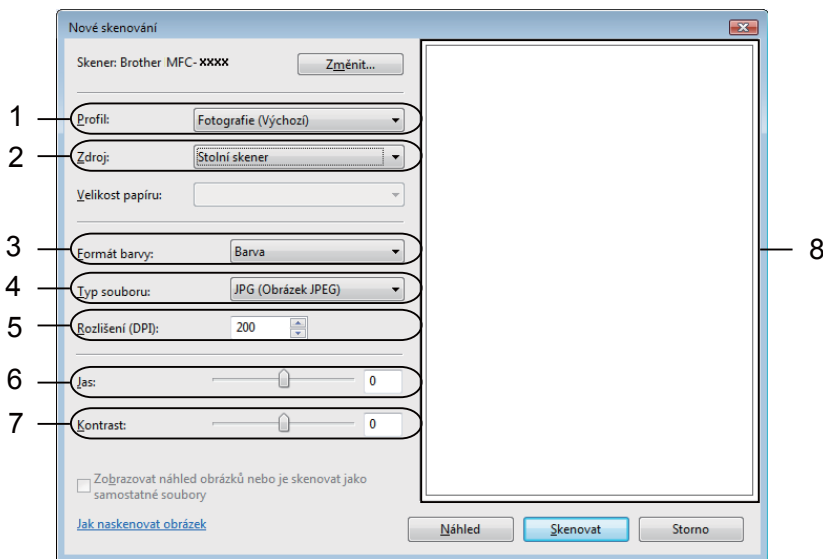 Nové skenování
Skener: Brother MFC-XXXX
Změnit...
1
Profil:
Fotografie (Výchozí)
2
Zdroj:
Stolní skener
Velikost papíru:
3
Formát barvy:
Barva
8
4
Typ souboru:
JPG (Obrázek JPEG)
5
Rozlišení (DPI):
200
6
Jas:
0
7
Kontrast:
0
Zobrazovat náhled obrázků nebo je skenovat jako
samostatné soubory
Jak naskenovat obrázek
Náhled
Skenovat
Storno